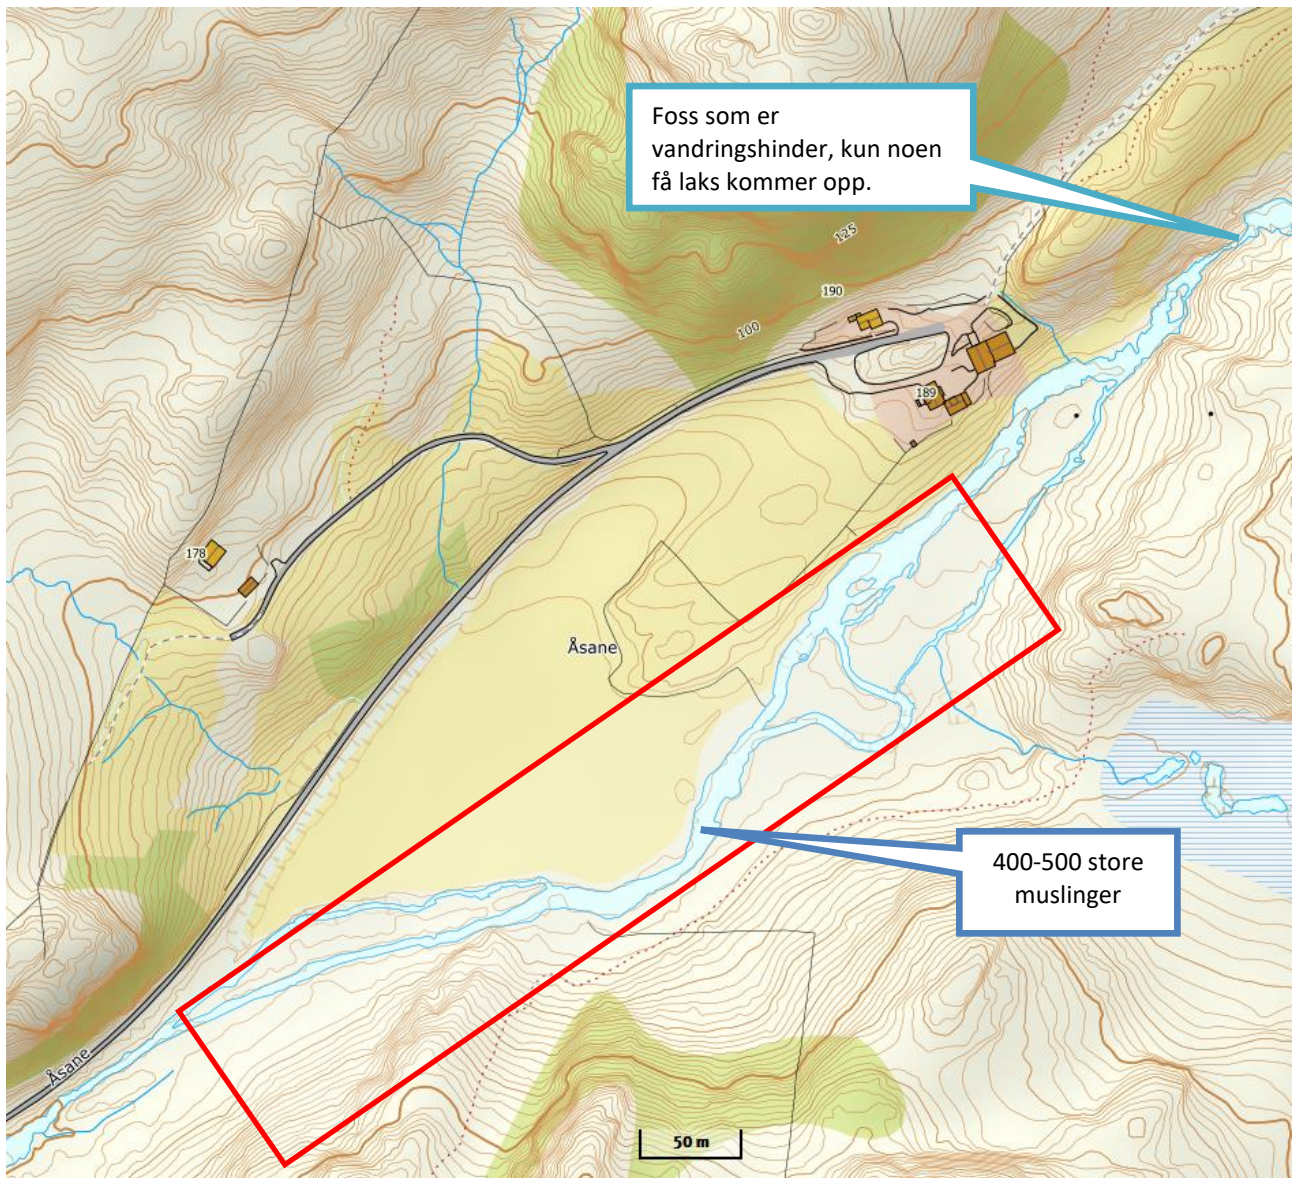 Foss som er
vandringshinder, kun noen
få laks kommer opp.
125
190
100
189
178
Åsane
400-500 store
muslinger
Åsane
50 m